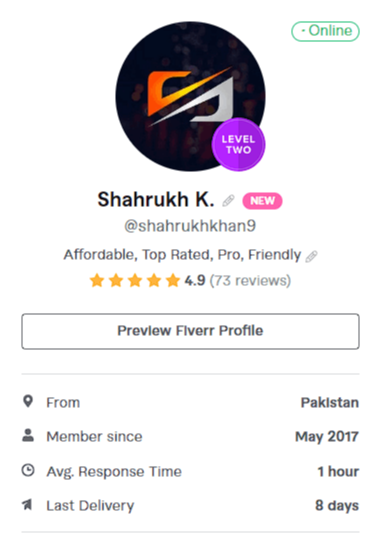 · Online
LEVEL
TWO
Shahrukh K. NEW
@shahrukhkhan9
Affordable, Top Rated, Pro, Friendly
4.9 (73 reviews)
Preview Fiverr Profile
From Pakistan
Member since May 2017
Avg. Response Time 1 hour
Last Delivery 8 days